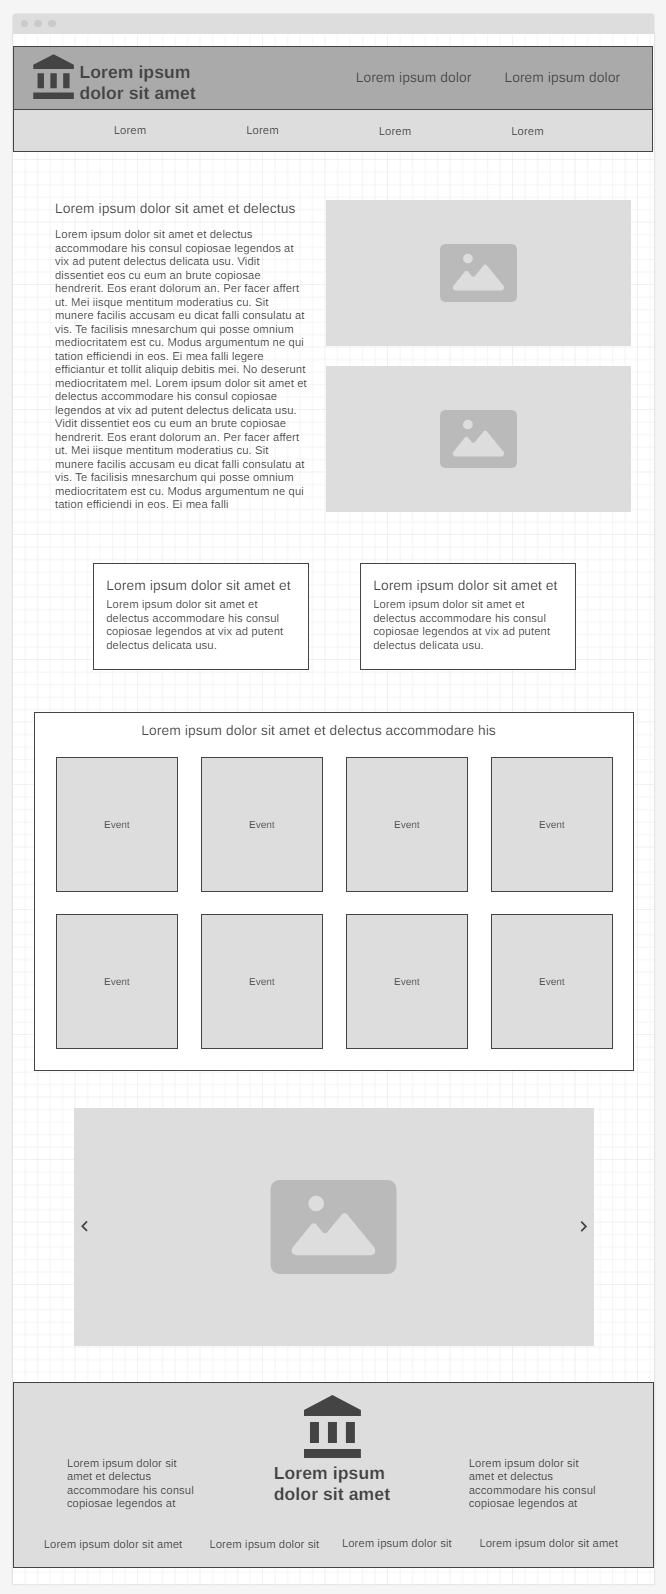 Lorem ipsum
dolor sit amet
Lorem ipsum dolor
Lorem ipsum dolor
Lorem
Lorem
Lorem
Lorem
Lorem ipsum dolor sit amet et delectus
Lorem ipsum dolor sit amet et delectus
accommodare his consul copiosae legendos at
vix ad putent delectus delicata usu. Vidit
dissentiet eos cu eum an brute copiosae
hendrerit. Eos erant dolorum an. Per facer affert
ut. Mei iisque mentitum moderatius cu. Sit
munere facilis accusam eu dicat falli consulatu at
vis. Te facilisis mnesarchum qui posse omnium
mediocritatem est cu. Modus argumentum ne qui
tation efficiendi in eos. Ei mea falli legere
efficiantur et tollit aliquip debitis mei. No deserunt
mediocritatem mel. Lorem ipsum dolor sit amet et
delectus accommodare his consul copiosae
legendos at vix ad putent delectus delicata usu.
Vidit dissentiet eos cu eum an brute copiosae
hendrerit. Eos erant dolorum an. Per facer affert
ut. Mei iisque mentitum moderatius cu. Sit
munere facilis accusam eu dicat falli consulatu at
vis. Te facilisis mnesarchum qui posse omnium
mediocritatem est cu. Modus argumentum ne qui
tation efficiendi in eos. Ei mea falli
Lorem ipsum dolor sit amet et
Lorem ipsum dolor sit amet et
delectus accommodare his consul
copiosae legendos at vix ad putent
delectus delicata usu.
Lorem ipsum dolor sit amet et
Lorem ipsum dolor sit amet et
delectus accommodare his consul
copiosae legendos at vix ad putent
delectus delicata usu.
Lorem ipsum dolor sit amet et delectus accommodare his
Event
Event
Event
Event
Event
Event
Event
Event
Lorem ipsum dolor sit
amet et delectus
accommodare his consul
copiosae legendos at
Lorem ipsum
dolor sit amet
Lorem ipsum dolor sit
amet et delectus
accommodare his consul
copiosae legendos at
Lorem ipsum dolor sit amet
Lorem ipsum dolor sit
Lorem ipsum dolor sit
Lorem ipsum dolor sit amet